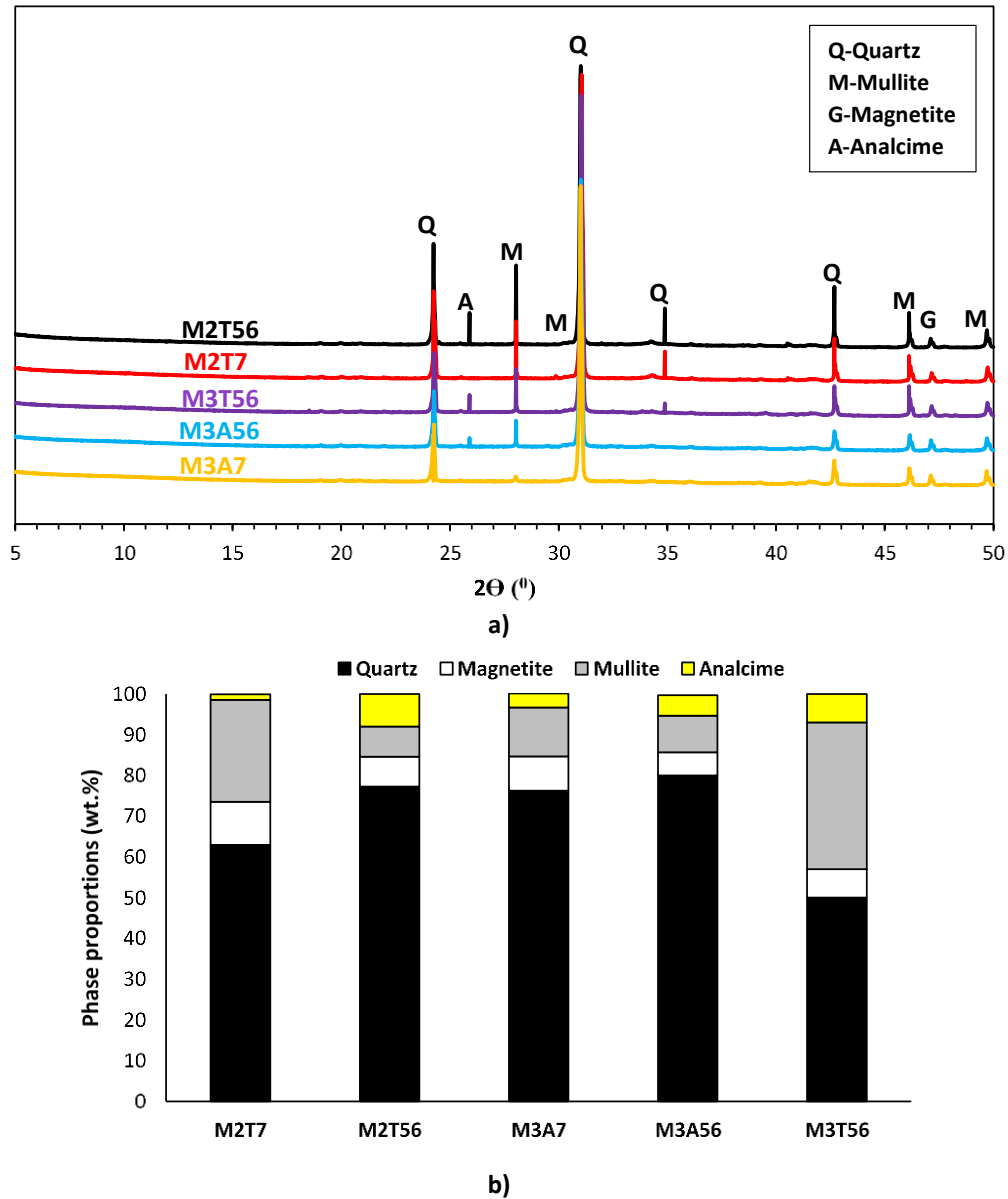 Q
Q-Quartz
M-Mullite
G-Magnetite
A-Analcime
Q
M
A
M
Q
Q
M
G
M
M2T56
M2T7
M3T56
M3A56
M3A7
5 10 15 20 25 30 35 40 45 50
2Θ (⁰)
a)
Quartz Magnetite Mullite Analcime
100
90
80
70
60
50
40
30
20
10
0
Phase proportions (wt.%)
M2T7 M2T56 M3A7 M3A56 M3T56
b)